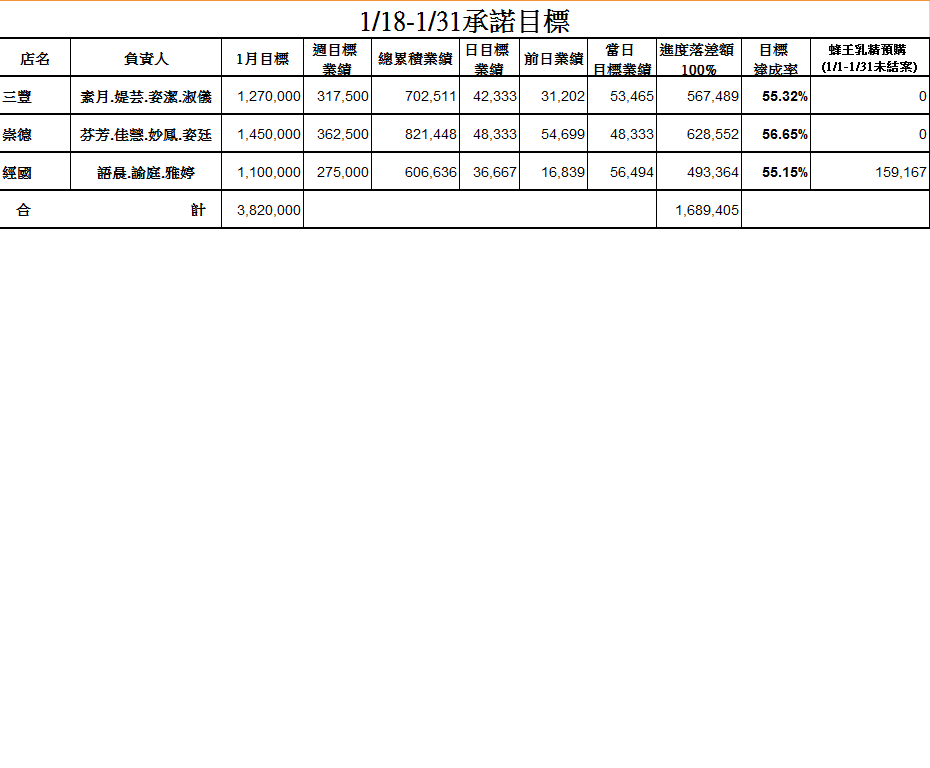 1/18-1/31承諾目標
店名 負責人 1月目標 週目標業績 總累積業績 日目標業績 前日業績 當日目標業績 進度落差額100% 目標達成率 蜂王乳精預購(1/1-1/31未結案)
三豐 素月.媞芸.姿潔.淑儀 1,270,000 317,500 702,511 42,333 31,202 53,465 567,489 55.32% 0
崇德 芬芳.佳慧.妙鳳.姿廷 1,450,000 362,500 821,448 48,333 54,699 48,333 628,552 56.65% 0
經國 語晨.諭庭.雅婷 1,100,000 275,000 606,636 36,667 16,839 56,494 493,364 55.15% 159,167
合 計 3,820,000 1,689,405